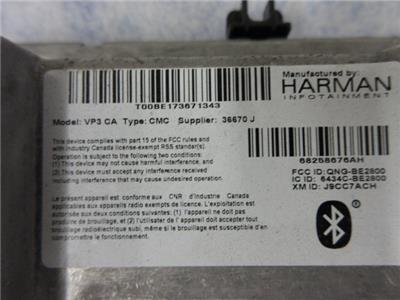 Manufactured by:
HARMAN
INFOTAINMENT
T00BE173671343
Model: VP3 CA Type: CMC Supplier: 36670 J
68258676AH
This device complies with part 15 of the FCC rules and
with Industry Canada license-exempt RSS standar(s).
Operation is subject to the following two conditions:
(1) This device may not cause harmful interference, and
(2) This device must accept any interference
received, including interference that may cause
undesired operation.
FCC ID: QNG-BE2800
IC ID: 6434C-BE2800
XM ID: J9CC7ACH
Le present appareil est conforme aux CNR d'Industrie Canada
applicables aux appareils radio exempts de licence. L'exploitation est
autorisée aux deux conditions suivantes: (1) l'appareil ne doit pas
produire de brouillage, et (2) l'utilisateur de l'appareil doit accepter tout
brouillage radioélectrique subi, même si le brouillage est susceptible
d'en compromettre le fonctionnement.